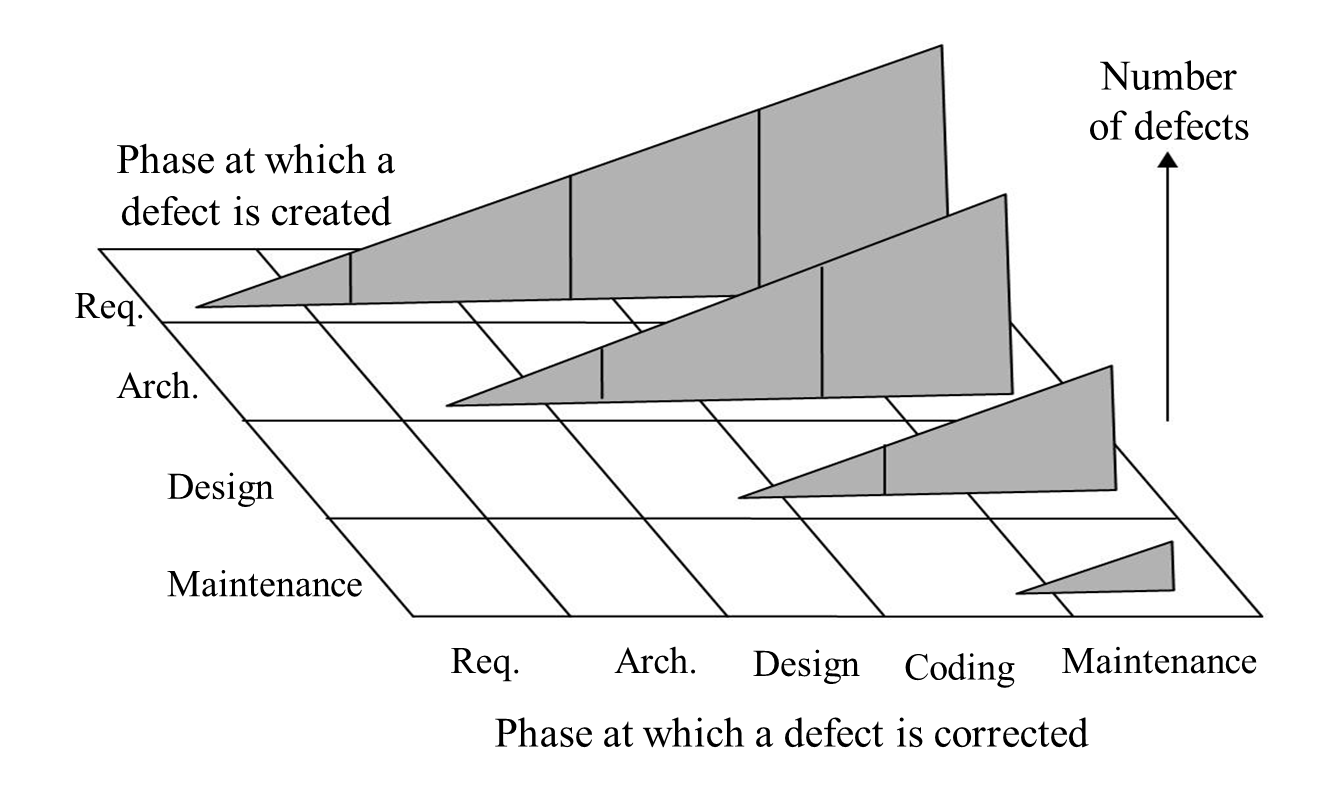 Number
of defects
Phase at which a
defect is created
Req.
Arch.
Design
Maintenance
Req.
Arch.
Design
Coding
Maintenance
Phase at which a defect is corrected